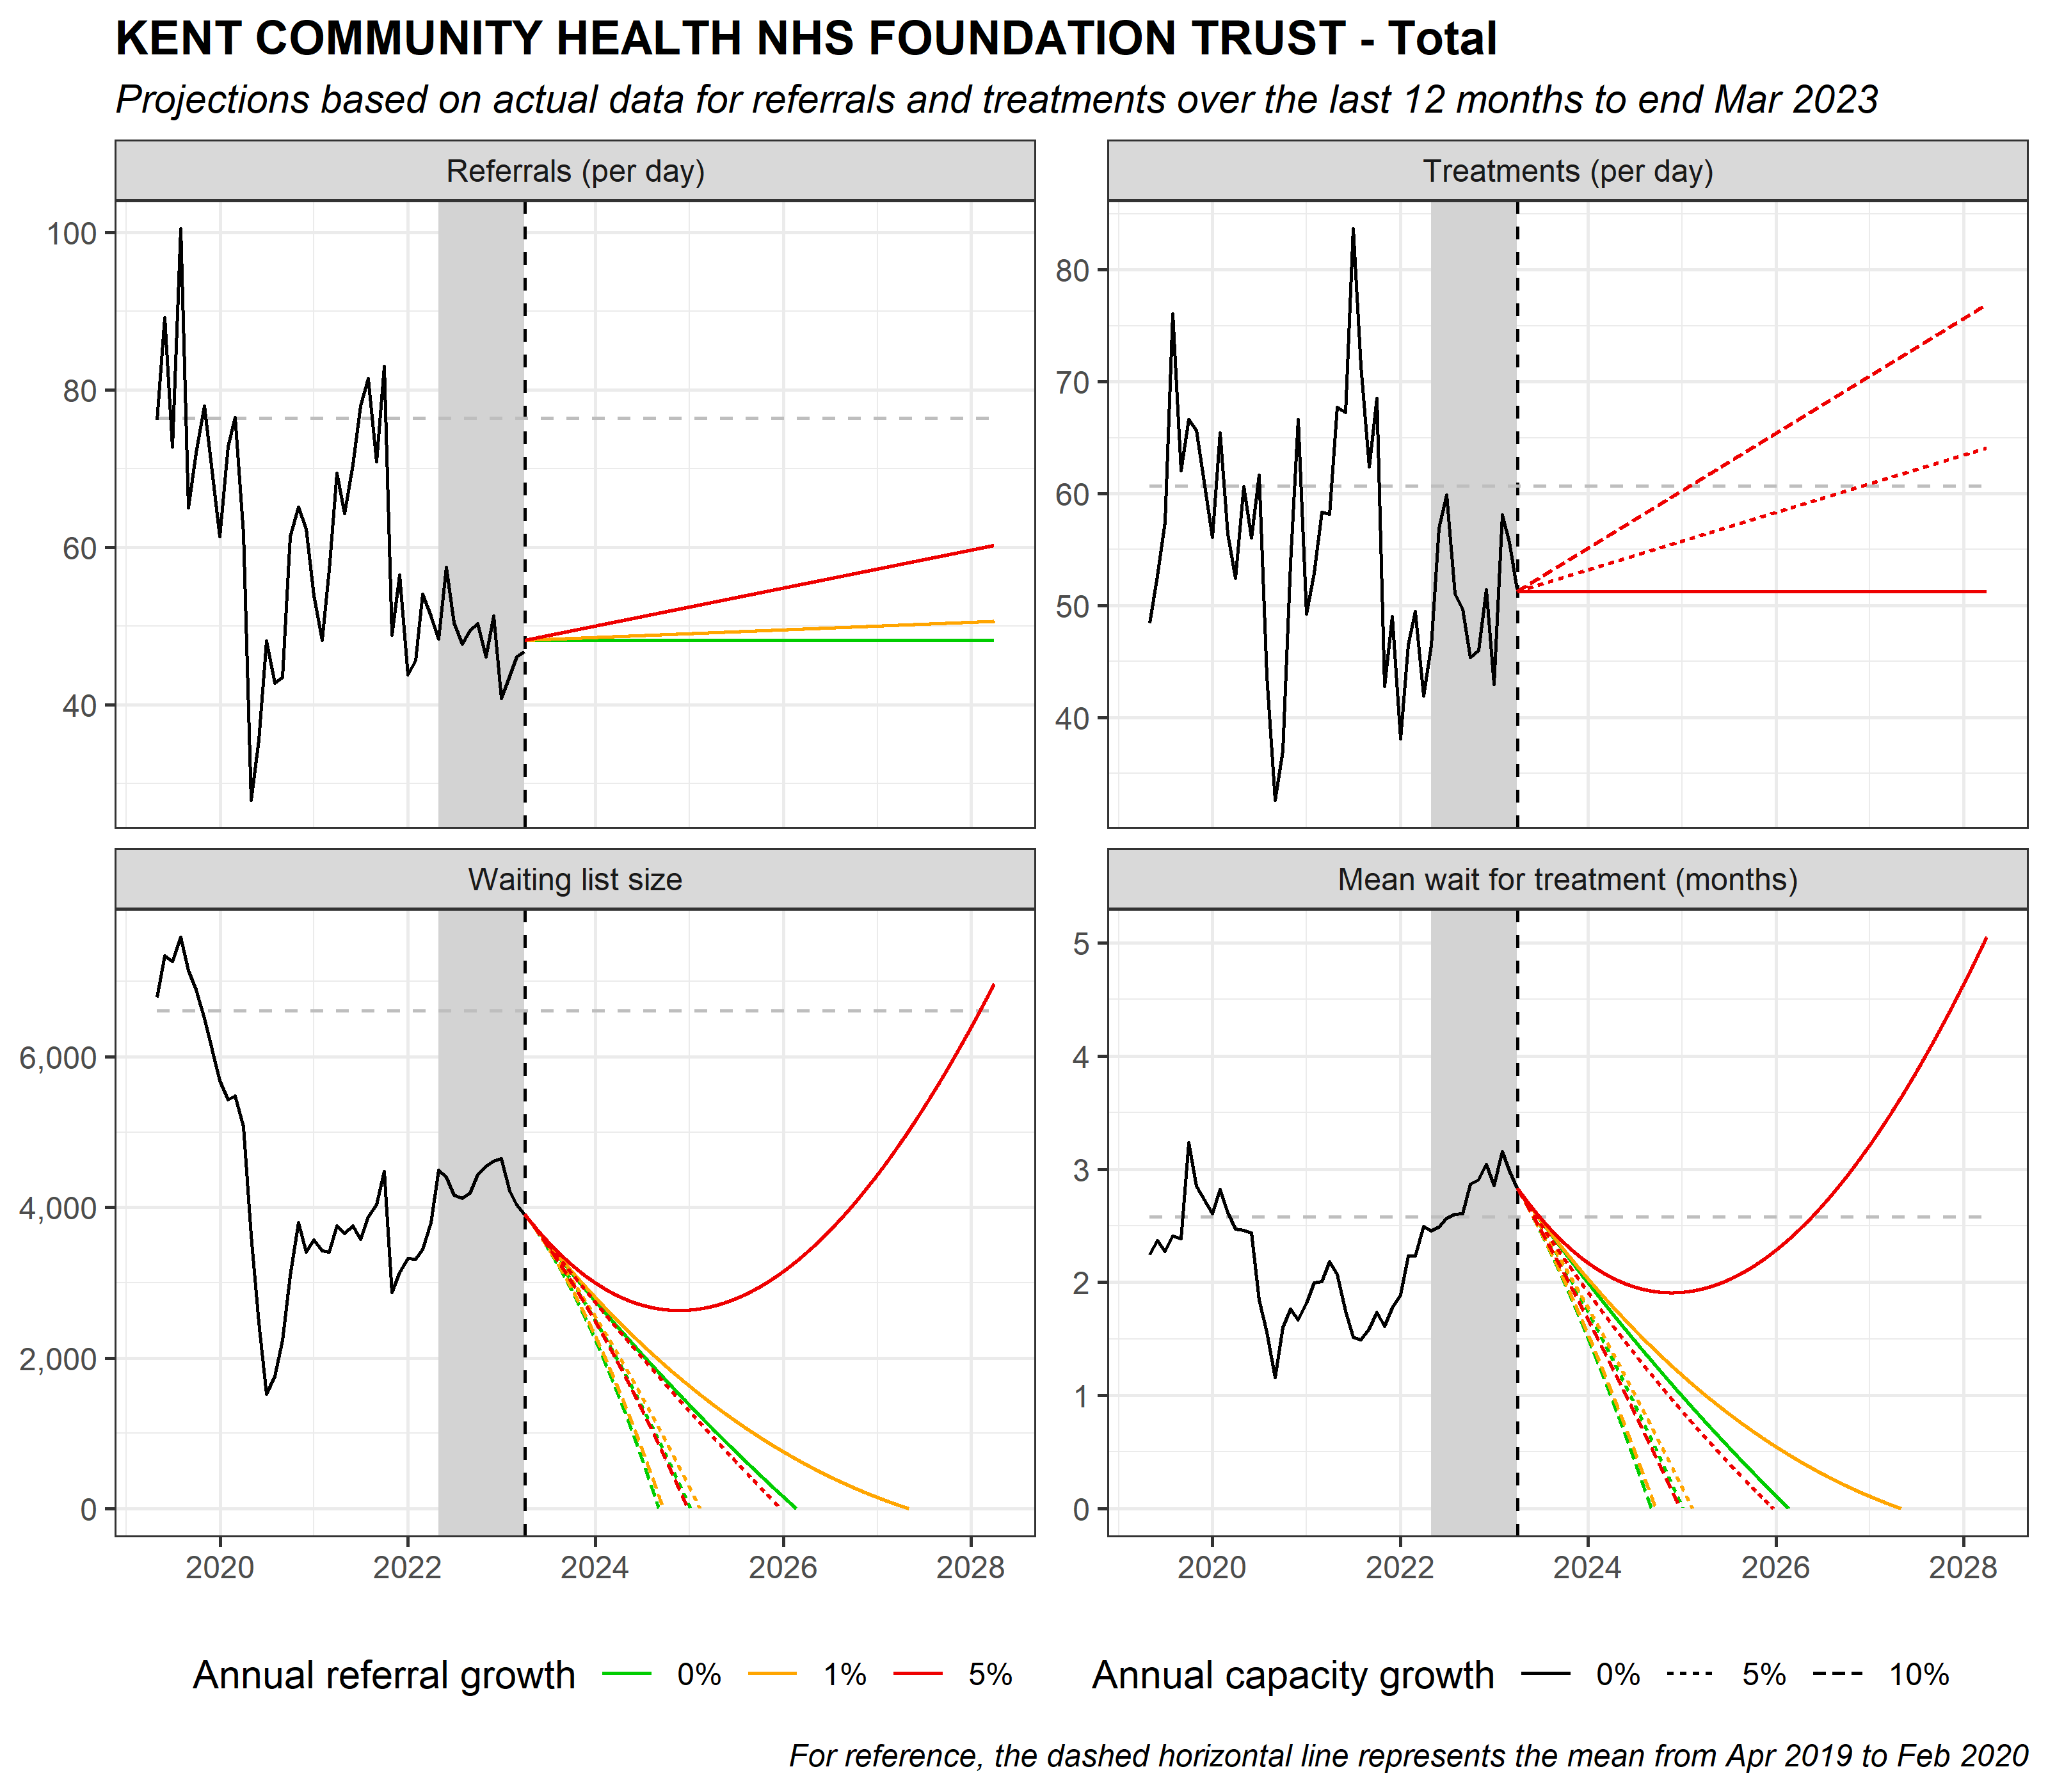 KENT COMMUNITY HEALTH NHS FOUNDATION TRUST - Total
Projections based on actual data for referrals and treatments over the last 12 months to end Mar 2023
Referrals (per day)
100
80
60
40
Treatments (per day)
80
70
60
50
40
Waiting list size
6,000
4,000
2,000
0
2020 2022 2024 2026 2028
Mean wait for treatment (months)
5
4
3
2
1
0
2020 2022 2024 2026 2028
Annual referral growth 0% 1% 5%
Annual capacity growth 0% 5% 10%
For reference, the dashed horizontal line represents the mean from Apr 2019 to Feb 2020